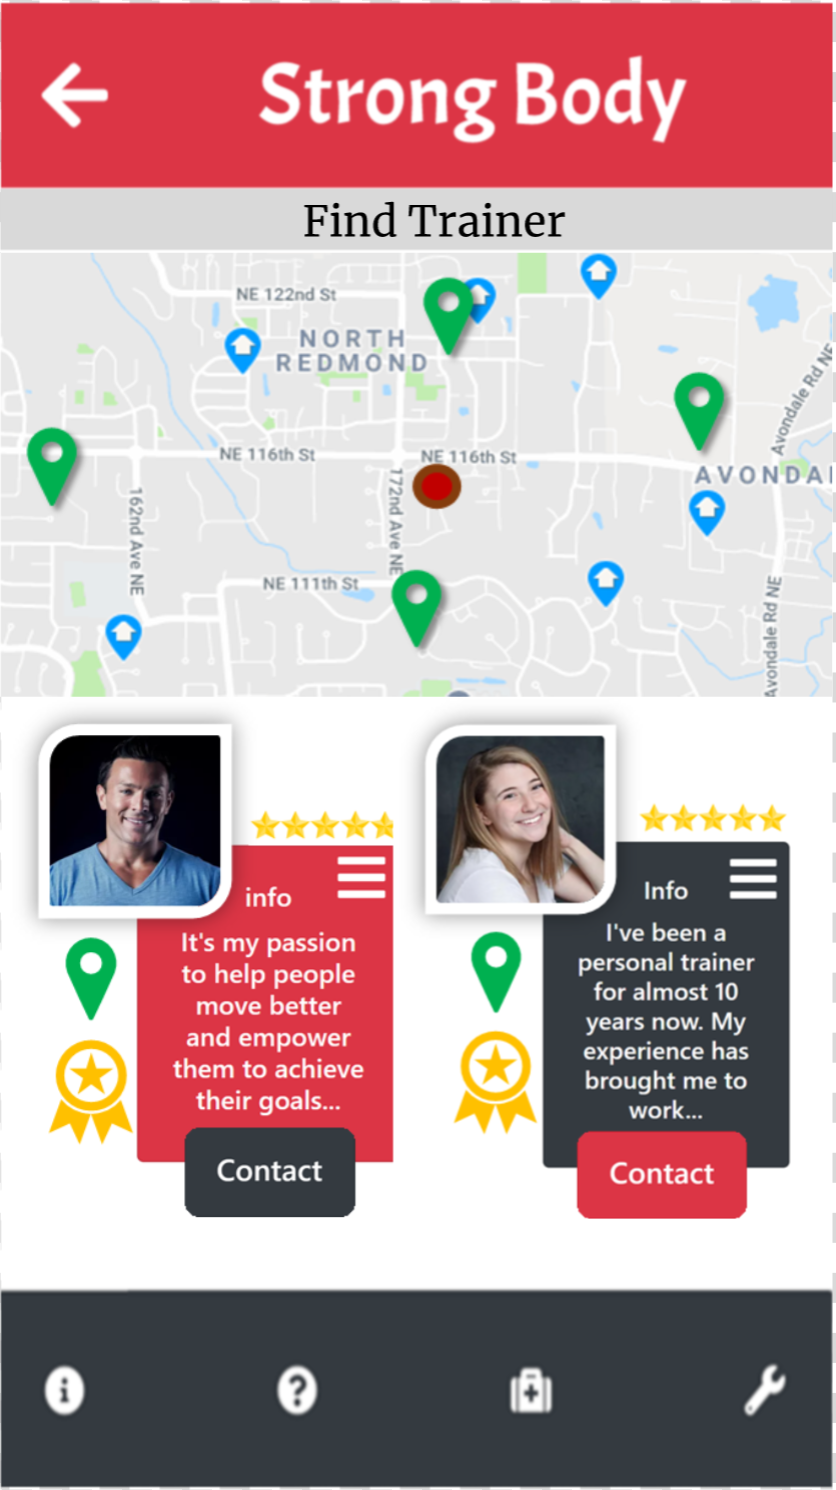 Strong Body
Find Trainer
NE 122nd St
NORTH
REDMOND
NE 116th St
NE 116th St
AVONDAI
Avondale Rd NE
162nd Ave NE
172nd Ave NE
NE 111th St
Avondale Rd NE
info
It's my passion
to help people
move better
and empower
them to achieve
their goals...
Contact
Info
I've been a
personal trainer
for almost 10
years now. My
experience has
brought me to
work...
Contact